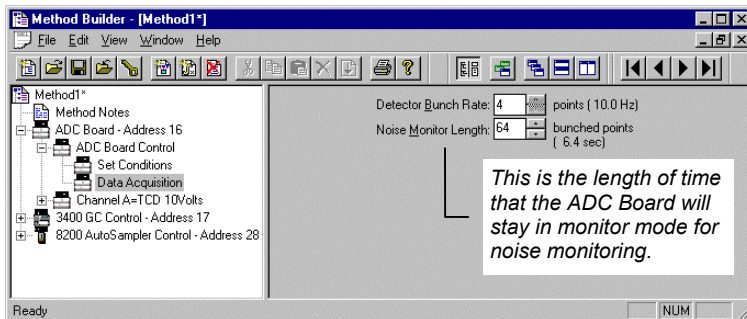 Method Builder - [Method1*]
File Edit View Window Help
Method1*
Method Notes
ADC Board - Address 16
ADC Board Control
Set Conditions
Data Acquisition
Channel A=TCD 10Volts
3400 GC Control - Address 17
8200 AutoSampler Control - Address 28
Detector Bunch Rate: 4 points ( 10.0 Hz)
Noise Monitor Length: 64 bunched points
( 6.4 sec)
This is the length of time
that the ADC Board will
stay in monitor mode for
noise monitoring.
Ready
NUM